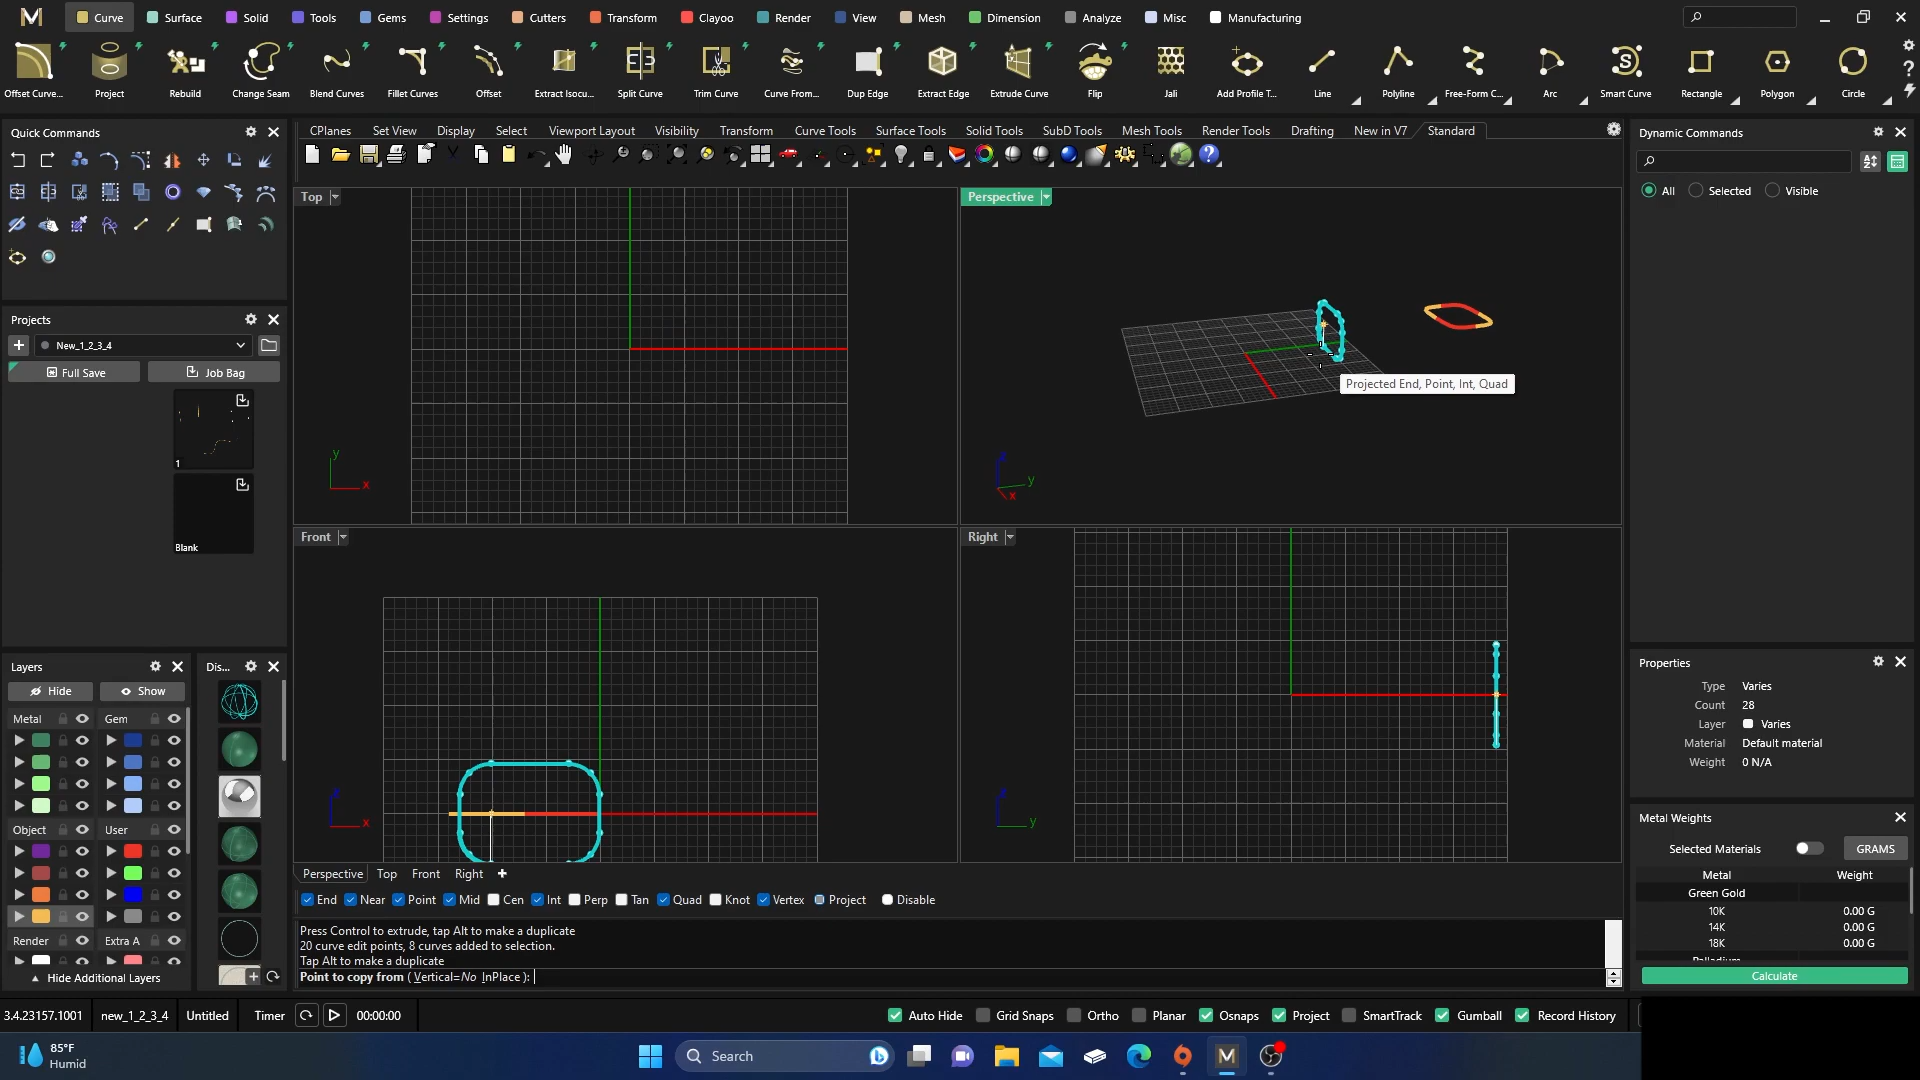 Curve Surface Solid Tools Gems Settings Cutters Transform Clayoo Render View Mesh Dimension Analyze Misc Manufacturing
Offset Curve... Project Rebuild Change Seam Blend Curves Fillet Curves Offset Extract Isocu... Split Curve Trim Curve Curve From... Dup Edge Extract Edge Extrude Curve Flip Jali Add Profile T... Line Polyline Free-Form C... Arc Smart Curve Rectangle Polygon Circle
Quick Commands
CPlanes Set View Display Select Viewport Layout Visibility Transform Curve Tools Surface Tools Solid Tools SubD Tools Mesh Tools Render Tools Drafting New in V7 Standard
Dynamic Commands
All Selected Visible
Top
Perspective
Projects
New_1_2_3_4
Full Save Job Bag
1
Blank
Projected End, Point, Int, Quad
y
x
z
y
x
Front
Right
z
x
z
y
Layers
Hide Show
Metal Gem
Object User
Render Extra A
Hide Additional Layers
Dis...
Properties
Type Varies
Count 28
Layer Varies
Material Default material
Weight 0 N/A
Metal Weights
Selected Materials GRAMS
Metal Weight
Green Gold
10K 0.00 G
14K 0.00 G
18K 0.00 G
Palladium
Calculate
Perspective Top Front Right
End Near Point Mid Cen Int Perp Tan Quad Knot Vertex Project Disable
Press Control to extrude, tap Alt to make a duplicate
20 curve edit points, 8 curves added to selection.
Tap Alt to make a duplicate
Point to copy from ( Vertical=No InPlace ):
3.4.23157.1001 new_1_2_3_4 Untitled Timer 00:00:00 Auto Hide Grid Snaps Ortho Planar Osnaps Project SmartTrack Gumball Record History
85°F
Humid
Search